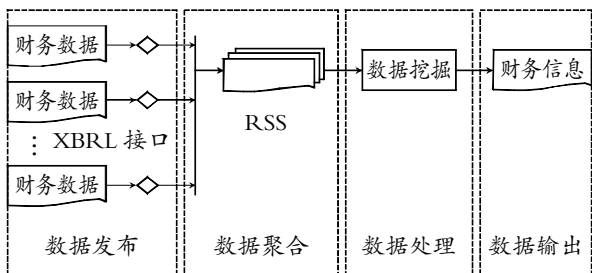 财务数据
财务数据
⋮ XBRL 接口
财务数据
数据发布
RSS
数据聚合
数据挖掘
数据处理
财务信息
数据输出